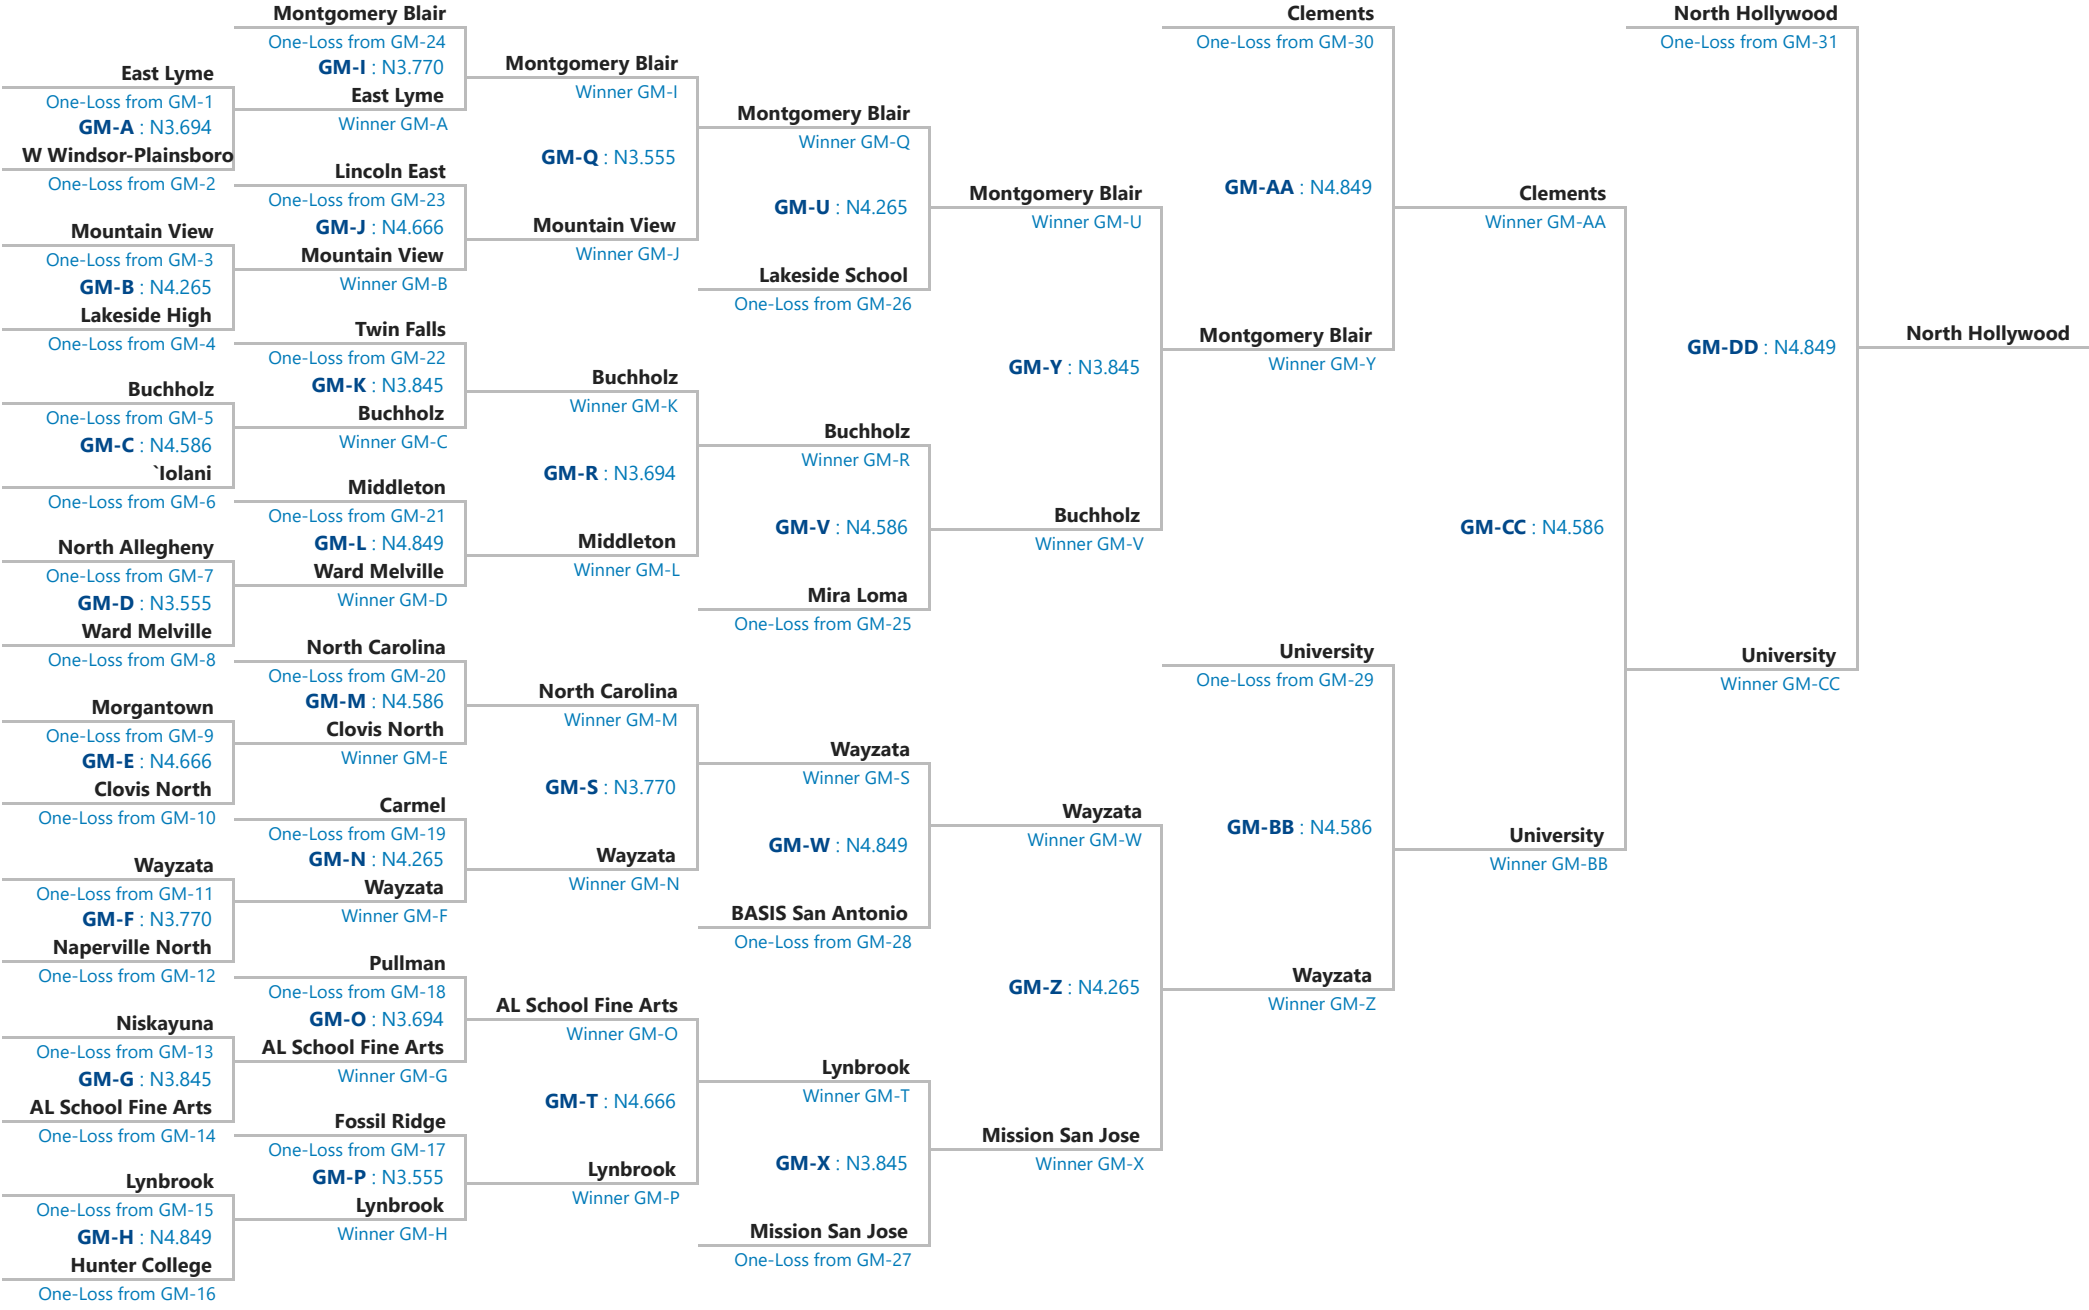 Montgomery Blair
One-Loss from GM-24
GM-I : N3.770
East Lyme
Winner GM-A
East Lyme
One-Loss from GM-1
GM-A : N3.694
W Windsor-Plainsboro
One-Loss from GM-2
Lincoln East
One-Loss from GM-23
GM-J : N4.666
Mountain View
Winner GM-B
Mountain View
One-Loss from GM-3
GM-B : N4.265
Lakeside High
One-Loss from GM-4
Twin Falls
One-Loss from GM-22
GM-K : N3.845
Buchholz
Winner GM-C
Buchholz
One-Loss from GM-5
GM-C : N4.586
`Iolani
One-Loss from GM-6
Middleton
One-Loss from GM-21
GM-L : N4.849
Ward Melville
Winner GM-D
North Allegheny
One-Loss from GM-7
GM-D : N3.555
Ward Melville
One-Loss from GM-8
North Carolina
One-Loss from GM-20
GM-M : N4.586
Clovis North
Winner GM-E
Morgantown
One-Loss from GM-9
GM-E : N4.666
Clovis North
One-Loss from GM-10
Carmel
One-Loss from GM-19
GM-N : N4.265
Wayzata
Winner GM-F
Wayzata
One-Loss from GM-11
GM-F : N3.770
Naperville North
One-Loss from GM-12
Pullman
One-Loss from GM-18
GM-O : N3.694
AL School Fine Arts
Winner GM-G
Niskayuna
One-Loss from GM-13
GM-G : N3.845
AL School Fine Arts
One-Loss from GM-14
Fossil Ridge
One-Loss from GM-17
GM-P : N3.555
Lynbrook
Winner GM-H
Lynbrook
One-Loss from GM-15
GM-H : N4.849
Hunter College
One-Loss from GM-16
Montgomery Blair
Winner GM-I
GM-Q : N3.555
Mountain View
Winner GM-J
Buchholz
Winner GM-K
GM-R : N3.694
Middleton
Winner GM-L
North Carolina
Winner GM-M
GM-S : N3.770
Wayzata
Winner GM-N
AL School Fine Arts
Winner GM-O
GM-T : N4.666
Lynbrook
Winner GM-P
Montgomery Blair
Winner GM-Q
GM-U : N4.265
Lakeside School
One-Loss from GM-26
Buchholz
Winner GM-R
GM-V : N4.586
Mira Loma
One-Loss from GM-25
Wayzata
Winner GM-S
GM-W : N4.849
BASIS San Antonio
One-Loss from GM-28
Lynbrook
Winner GM-T
GM-X : N3.845
Mission San Jose
One-Loss from GM-27
Montgomery Blair
Winner GM-U
GM-Y : N3.845
Buchholz
Winner GM-V
Wayzata
Winner GM-W
GM-Z : N4.265
Mission San Jose
Winner GM-X
Clements
One-Loss from GM-30
GM-AA : N4.849
Montgomery Blair
Winner GM-Y
University
One-Loss from GM-29
GM-BB : N4.586
Wayzata
Winner GM-Z
Clements
Winner GM-AA
GM-CC : N4.586
University
Winner GM-BB
North Hollywood
One-Loss from GM-31
GM-DD : N4.849
University
Winner GM-CC
North Hollywood